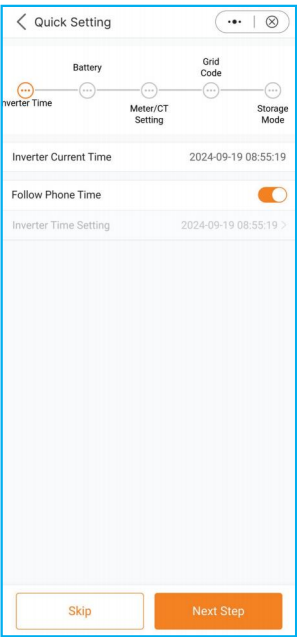 Quick Setting
Battery
Grid
Code
nverter Time
Meter/CT
Setting
Storage
Mode
Inverter Current Time 2024-09-19 08:55:19
Follow Phone Time
Inverter Time Setting 2024-09-19 08:55:19
Skip
Next Step